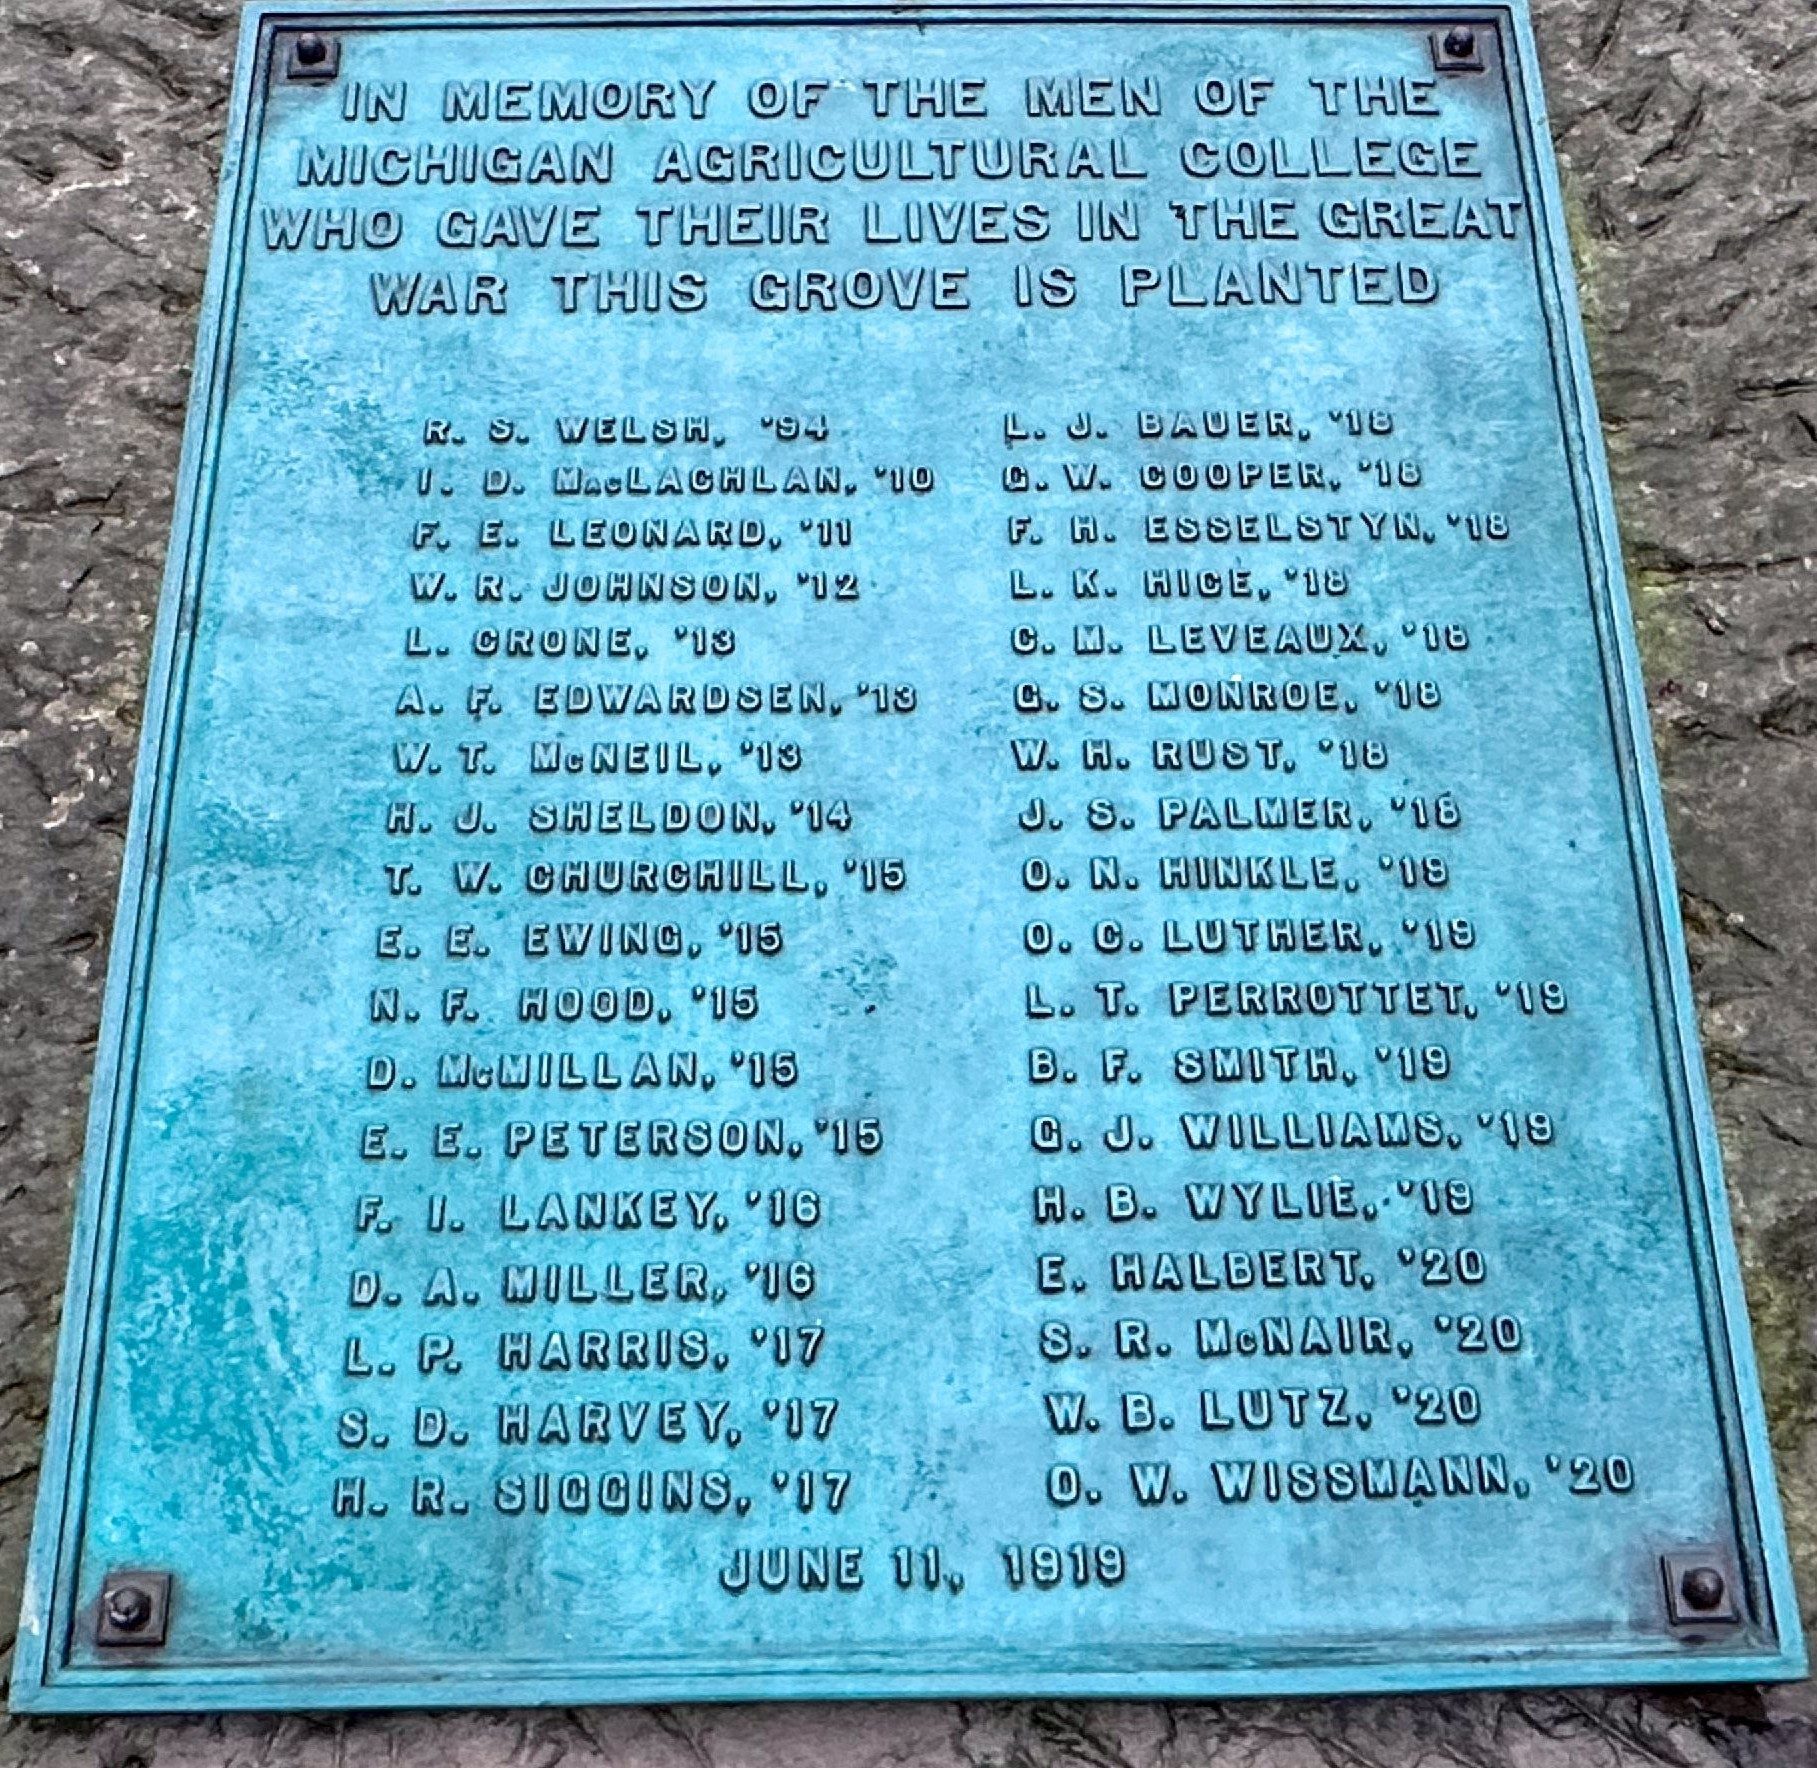 IN MEMORY OF THE MEN OF THE
MICHIGAN AGRICULTURAL COLLEGE
WHO GAVE THEIR LIVES IN THE GREAT
WAR THIS GROVE IS PLANTED
R. S. WELSH, '94
I. D. MacLACHLAN, '10
F. E. LEONARD, '11
W. R. JOHNSON, '12
L. CRONE, '13
A. F. EDWARDSEN, '13
W. T. McNEIL, '13
H. J. SHELDON, '14
T. W. CHURCHILL, '15
E. E. EWING, '15
N. F. HOOD, '15
D. McMILLAN, '15
E. E. PETERSON, '15
F. I. LANKEY, '16
D. A. MILLER, '16
L. P. HARRIS, '17
S. D. HARVEY, '17
H. R. SIGGINS, '17
L. J. BAUER, '18
G. W. COOPER, '18
F. H. ESSELSTYN, '18
L. K. HICE, '18
C. M. LEVEAUX, '18
G. S. MONROE, '18
W. H. RUST, '18
J. S. PALMER, '18
O. N. HINKLE, '19
O. C. LUTHER, '19
L. T. PERROTTET, '19
B. F. SMITH, '19
G. J. WILLIAMS, '19
H. B. WYLIE, '19
E. HALBERT, '20
S. R. McNAIR, '20
W. B. LUTZ, '20
O. W. WISSMANN, '20
JUNE 11, 1919